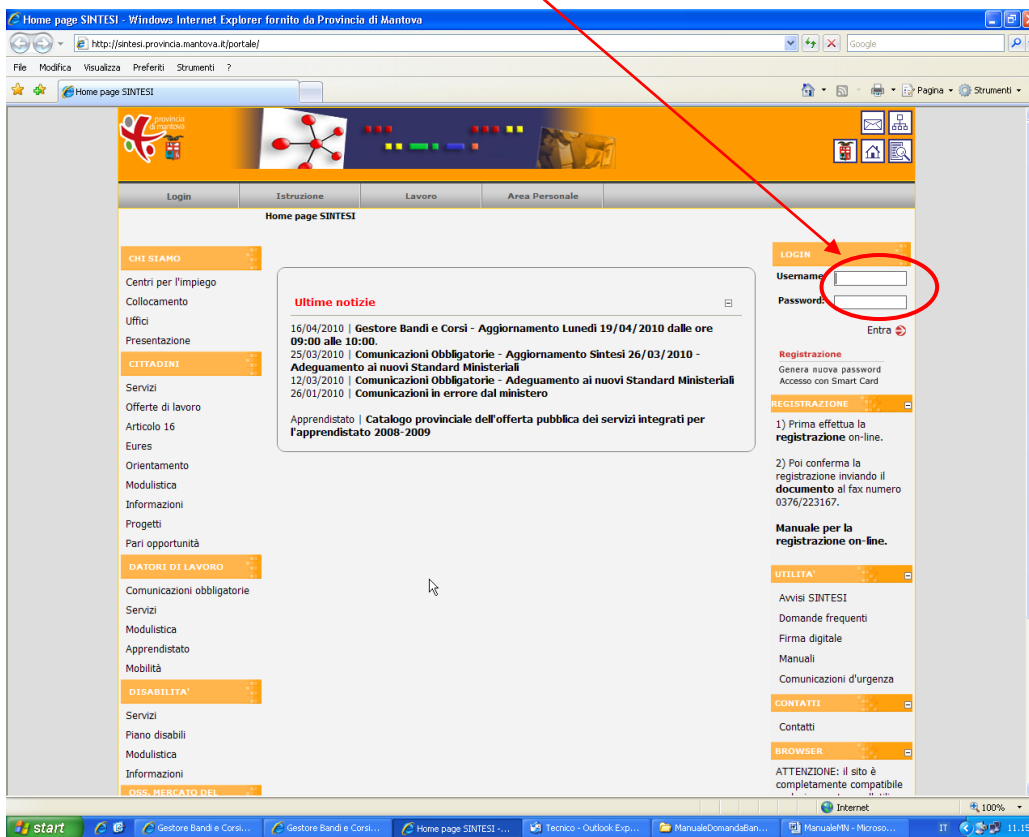 Home page SINTESI - Windows Internet Explorer fornito da Provincia di Mantova
http://sintesi.provincia.mantova.it/portale/
Google
File Modifica Visualizza Preferiti Strumenti ?
Home page SINTESI
Pagina
Strumenti
provincia
di mantova
Login Istruzione Lavoro Area Personale
Home page SINTESI
CHI SIAMO
Centri per l'impiego
Collocamento
Uffici
Presentazione
CITTADINI
Servizi
Offerte di lavoro
Articolo 16
Eures
Orientamento
Modulistica
Informazioni
Progetti
Pari opportunità
DATORI DI LAVORO
Comunicazioni obbligatorie
Servizi
Modulistica
Apprendistato
Mobilità
DISABILITA'
Servizi
Piano disabili
Modulistica
Informazioni
OSS. MERCATO DEL
Ultime notizie
16/04/2010 | Gestore Bandi e Corsi - Aggiornamento Lunedì 19/04/2010 dalle ore
09:00 alle 10:00.
25/03/2010 | Comunicazioni Obbligatorie - Aggiornamento Sintesi 26/03/2010 -
Adeguamento ai nuovi Standard Ministeriali
12/03/2010 | Comunicazioni Obbligatorie - Adeguamento ai nuovi Standard Ministeriali
26/01/2010 | Comunicazioni in errore dal ministero
Apprendistato | Catalogo provinciale dell'offerta pubblica dei servizi integrati per
l'apprendistato 2008-2009
LOGIN
Username
Password:
Entra
Registrazione
Genera nuova password
Accesso con Smart Card
REGISTRAZIONE
1) Prima effettua la
registrazione on-line.
2) Poi conferma la
registrazione inviando il
documento al fax numero
0376/223167.
Manuale per la
registrazione on-line.
UTILITA'
Avvisi SINTESI
Domande frequenti
Firma digitale
Manuali
Comunicazioni d'urgenza
CONTATTI
Contatti
BROWSER
ATTENZIONE: il sito è
completamente compatibile
Internet
100%
start
Gestore Bandi e Corsi...
Gestore Bandi e Corsi...
Home page SINTESI -...
Tecnico - Outlook Exp...
ManualeDomandaBan...
ManualeMN - Microso...
IT
11.15